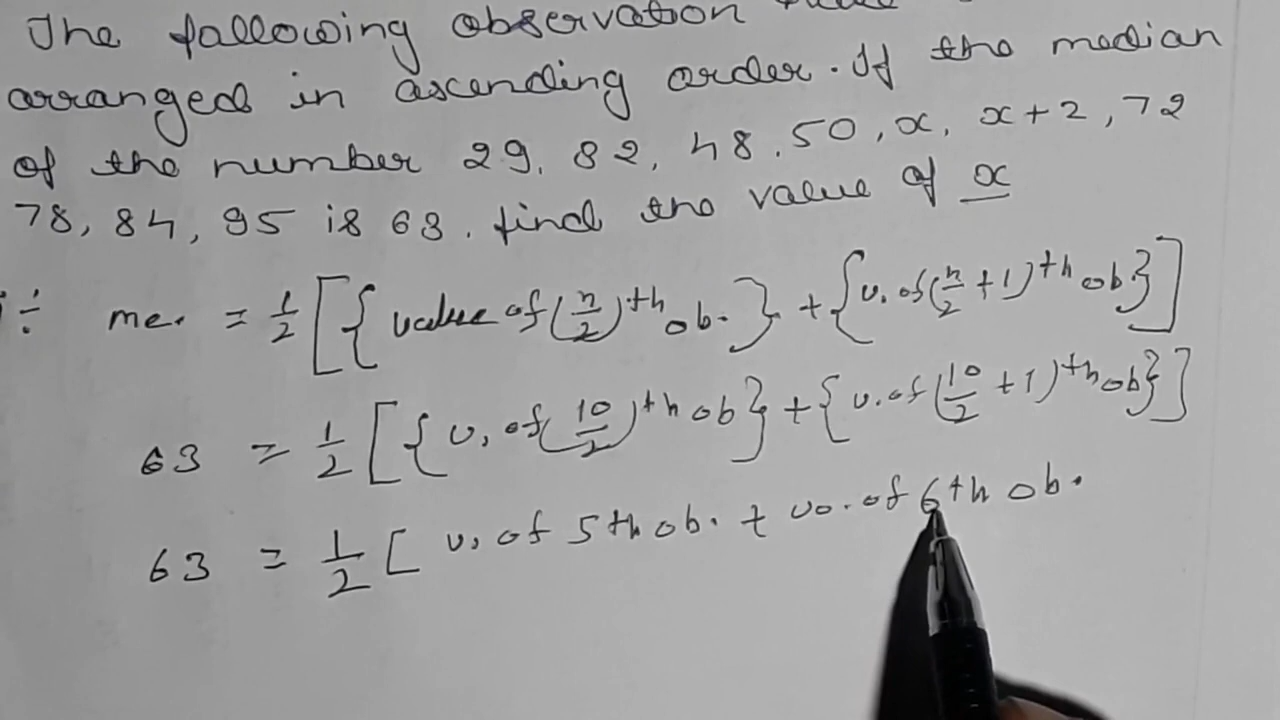 The following observation
arranged in ascending order. If the median
of the number 29, 82, 48, 50, x, x+2, 72
78, 84, 95 is 63. find the value of x
∵ me. = 1/2 [{value of (n/2)th ob.} + {v. of (n/2 + 1)th ob}]
63 = 1/2 [{v, of (10/2)th ob} + {v. of (10/2 + 1)th ob}]
63 = 1/2 [ v, of 5th ob. + vo. of 6th ob.